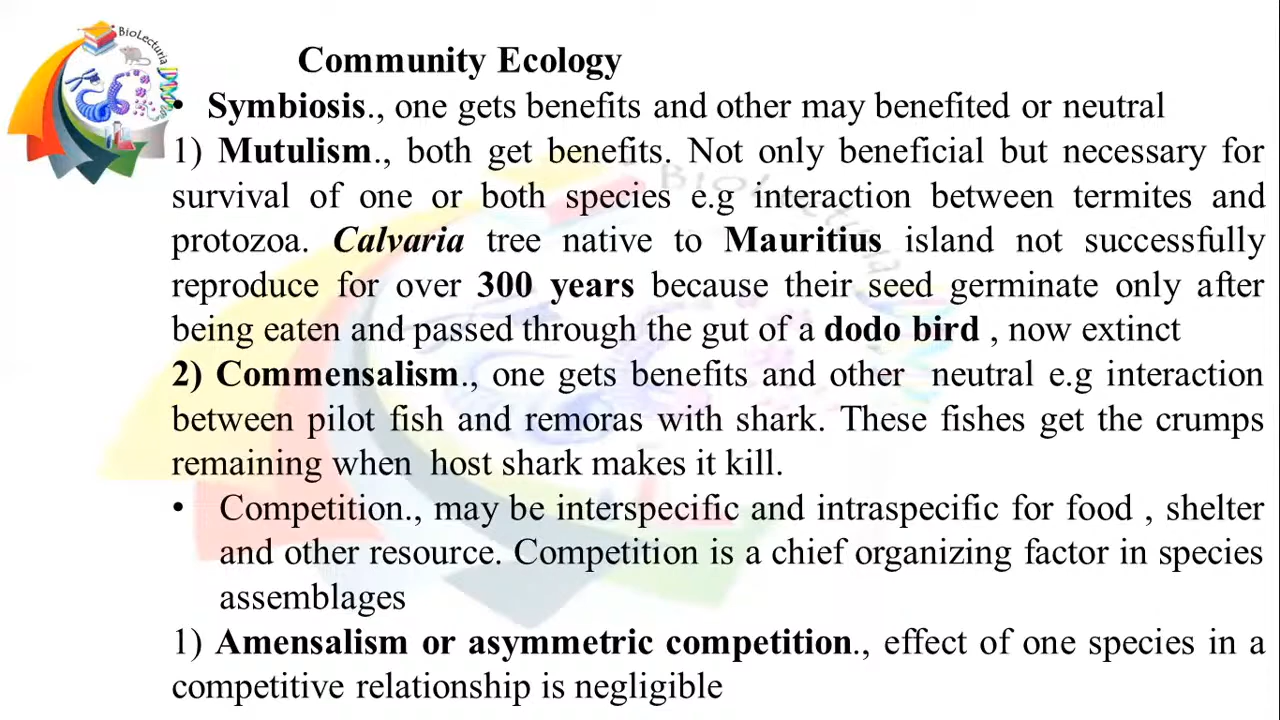 BioLecturia
Community Ecology
• Symbiosis., one gets benefits and other may benefited or neutral
1) Mutulism., both get benefits. Not only beneficial but necessary for
survival of one or both species e.g interaction between termites and
protozoa. Calvaria tree native to Mauritius island not successfully
reproduce for over 300 years because their seed germinate only after
being eaten and passed through the gut of a dodo bird , now extinct
2) Commensalism., one gets benefits and other neutral e.g interaction
between pilot fish and remoras with shark. These fishes get the crumps
remaining when host shark makes it kill.
• Competition., may be interspecific and intraspecific for food , shelter
and other resource. Competition is a chief organizing factor in species
assemblages
1) Amensalism or asymmetric competition., effect of one species in a
competitive relationship is negligible
BioLecturia